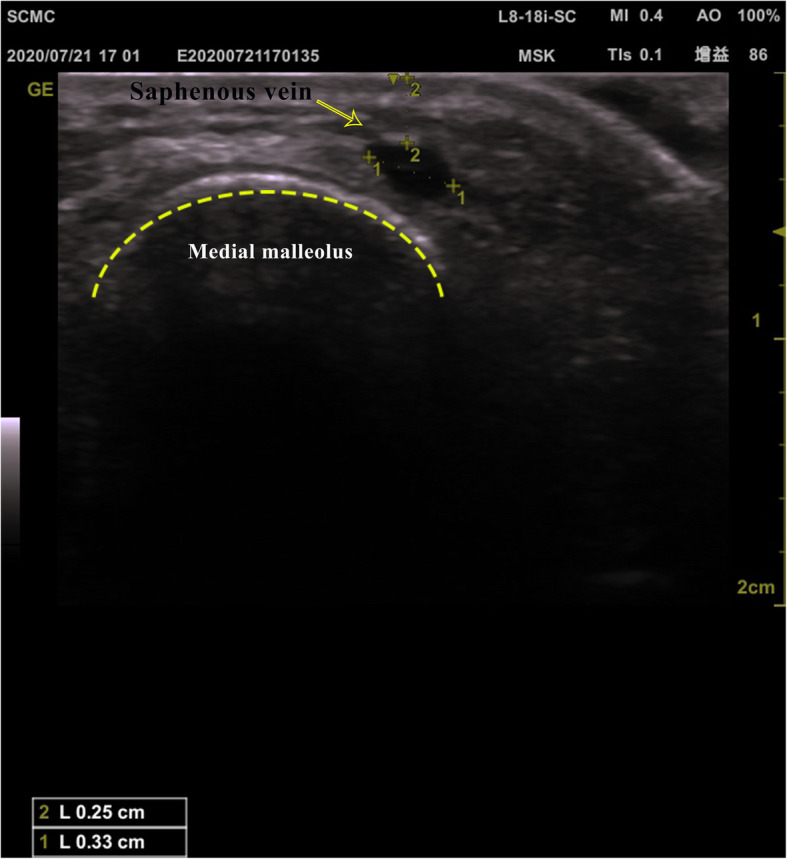 SCMC L8-18i-SC MI 0.4 AO 100%
2020/07/21 17 01 E20200721170135 MSK TIs 0.1 增益 86
GE
Saphenous vein
2
2
1
1
Medial malleolus
1
2cm
2 L 0.25 cm
1 L 0.33 cm